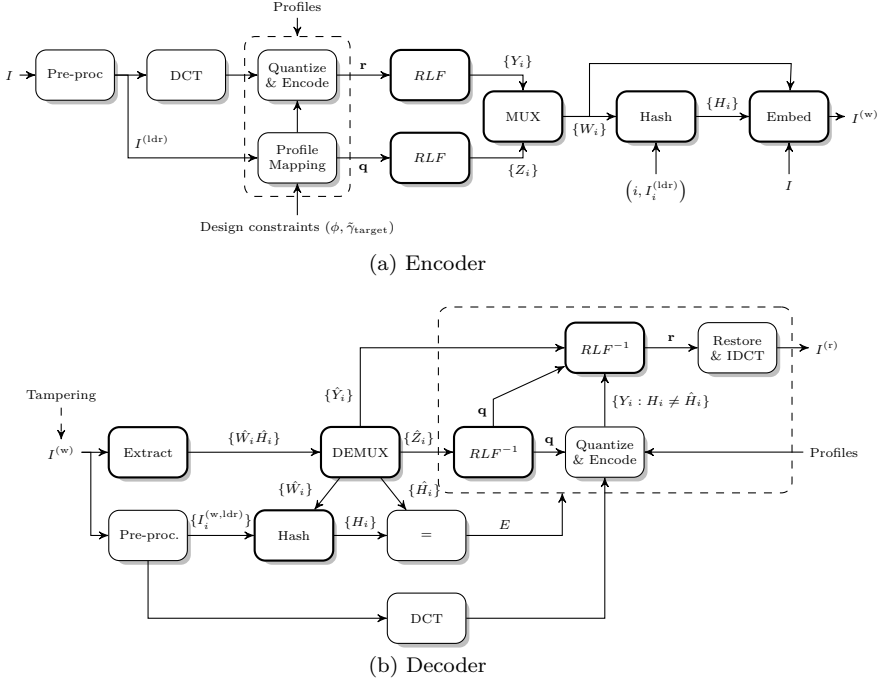 Profiles
I
Pre-proc
DCT
Quantize
& Encode
r
RLF
{Y_i}
MUX
{W_i}
Hash
{H_i}
Embed
I^(w)
I^(ldr)
Profile
Mapping
q
RLF
{Z_i}
(i, I_i^(ldr))
I
Design constraints (ϕ, γ̃_target)
(a) Encoder
RLF⁻¹
r
Restore
& IDCT
I^(r)
Tampering
{Ŷ_i}
q
{Y_i : H_i ≠ Ĥ_i}
I^(w)
Extract
{Ŵ_i Ĥ_i}
DEMUX
{Ẑ_i}
RLF⁻¹
q
Quantize
& Encode
Profiles
{Ŵ_i}
{Ĥ_i}
Pre-proc.
{I_i^(w,ldr)}
Hash
{H_i}
=
E
DCT
(b) Decoder